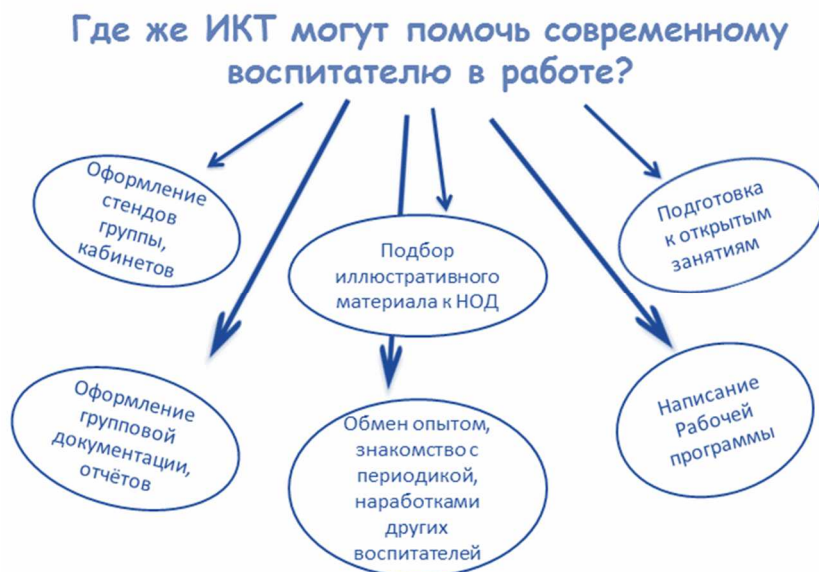 Где же ИКТ могут помочь современному
воспитателю в работе?
Оформление
стендов
группы,
кабинетов
Подбор
иллюстративного
материала к НОД
Подготовка
к открытым
занятиям
Оформление
групповой
документации,
отчётов
Обмен опытом,
знакомство с
периодикой,
наработками
других
воспитателей
Написание
Рабочей
программы